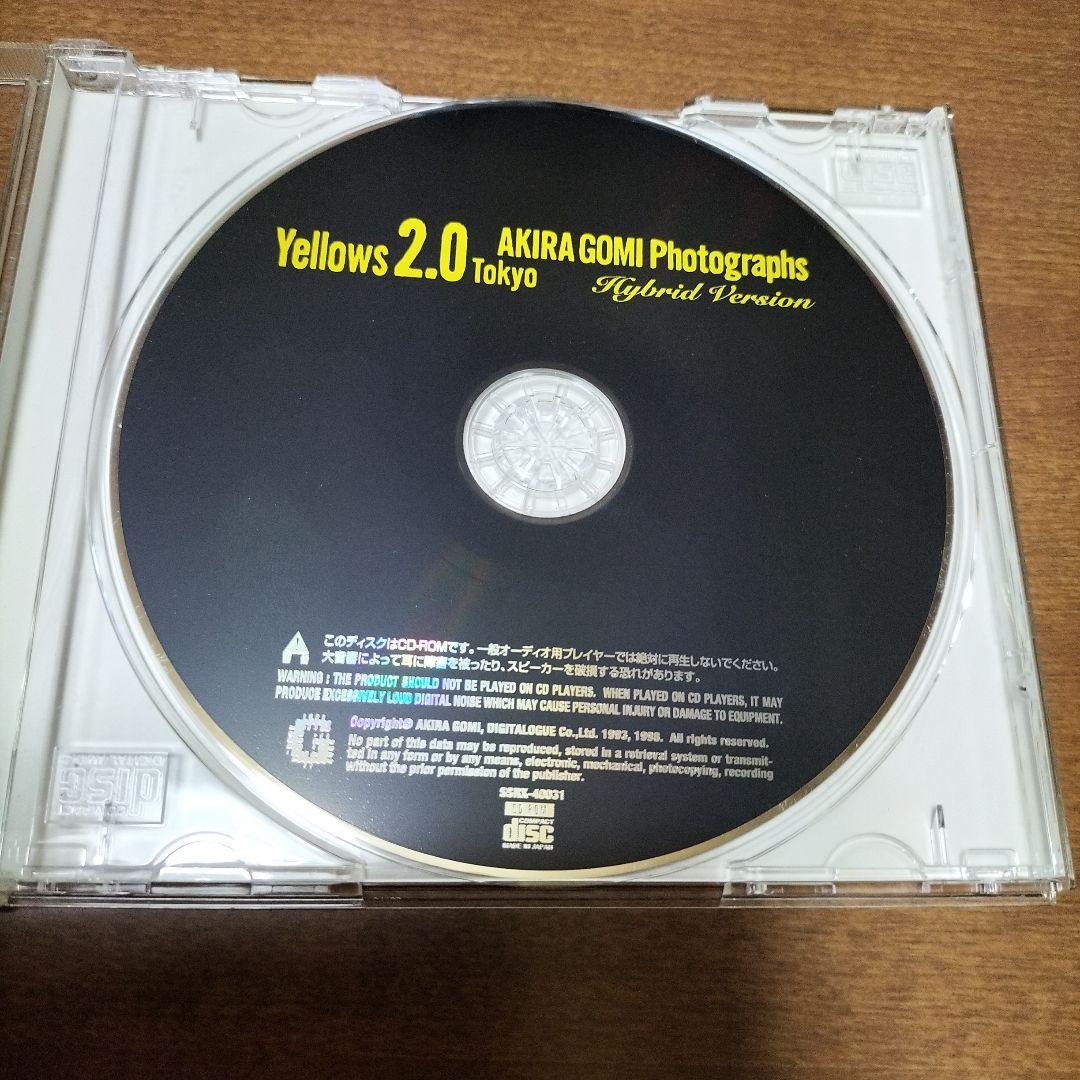 Yellows 2.0 Tokyo
AKIRA GOMI Photographs
Hybrid Version
このディスクはCD-ROMです。一般オーディオ用プレイヤーでは絶対に再生しないでください。
大音響によって耳に障害を被ったり、スピーカーを破損する恐れがあります。
WARNING : THE PRODUCT SHOULD NOT BE PLAYED ON CD PLAYERS. WHEN PLAYED ON CD PLAYERS, IT MAY
PRODUCE EXCESSIVELY LOUD DIGITAL NOISE WHICH MAY CAUSE PERSONAL INJURY OR DAMAGE TO EQUIPMENT.
Copyright© AKIRA GOMI, DIGITALOGUE Co.,Ltd. 1993, 1998. All rights reserved.
No part of this data may be reproduced, stored in a retrieval system or transmit-
ted in any form or by any means, electronic, mechanical, photocopying, recording
without the prior permission of the publisher.
SSRX-40031
CD-ROM
COMPACT
disc
MADE IN JAPAN
disc
disc